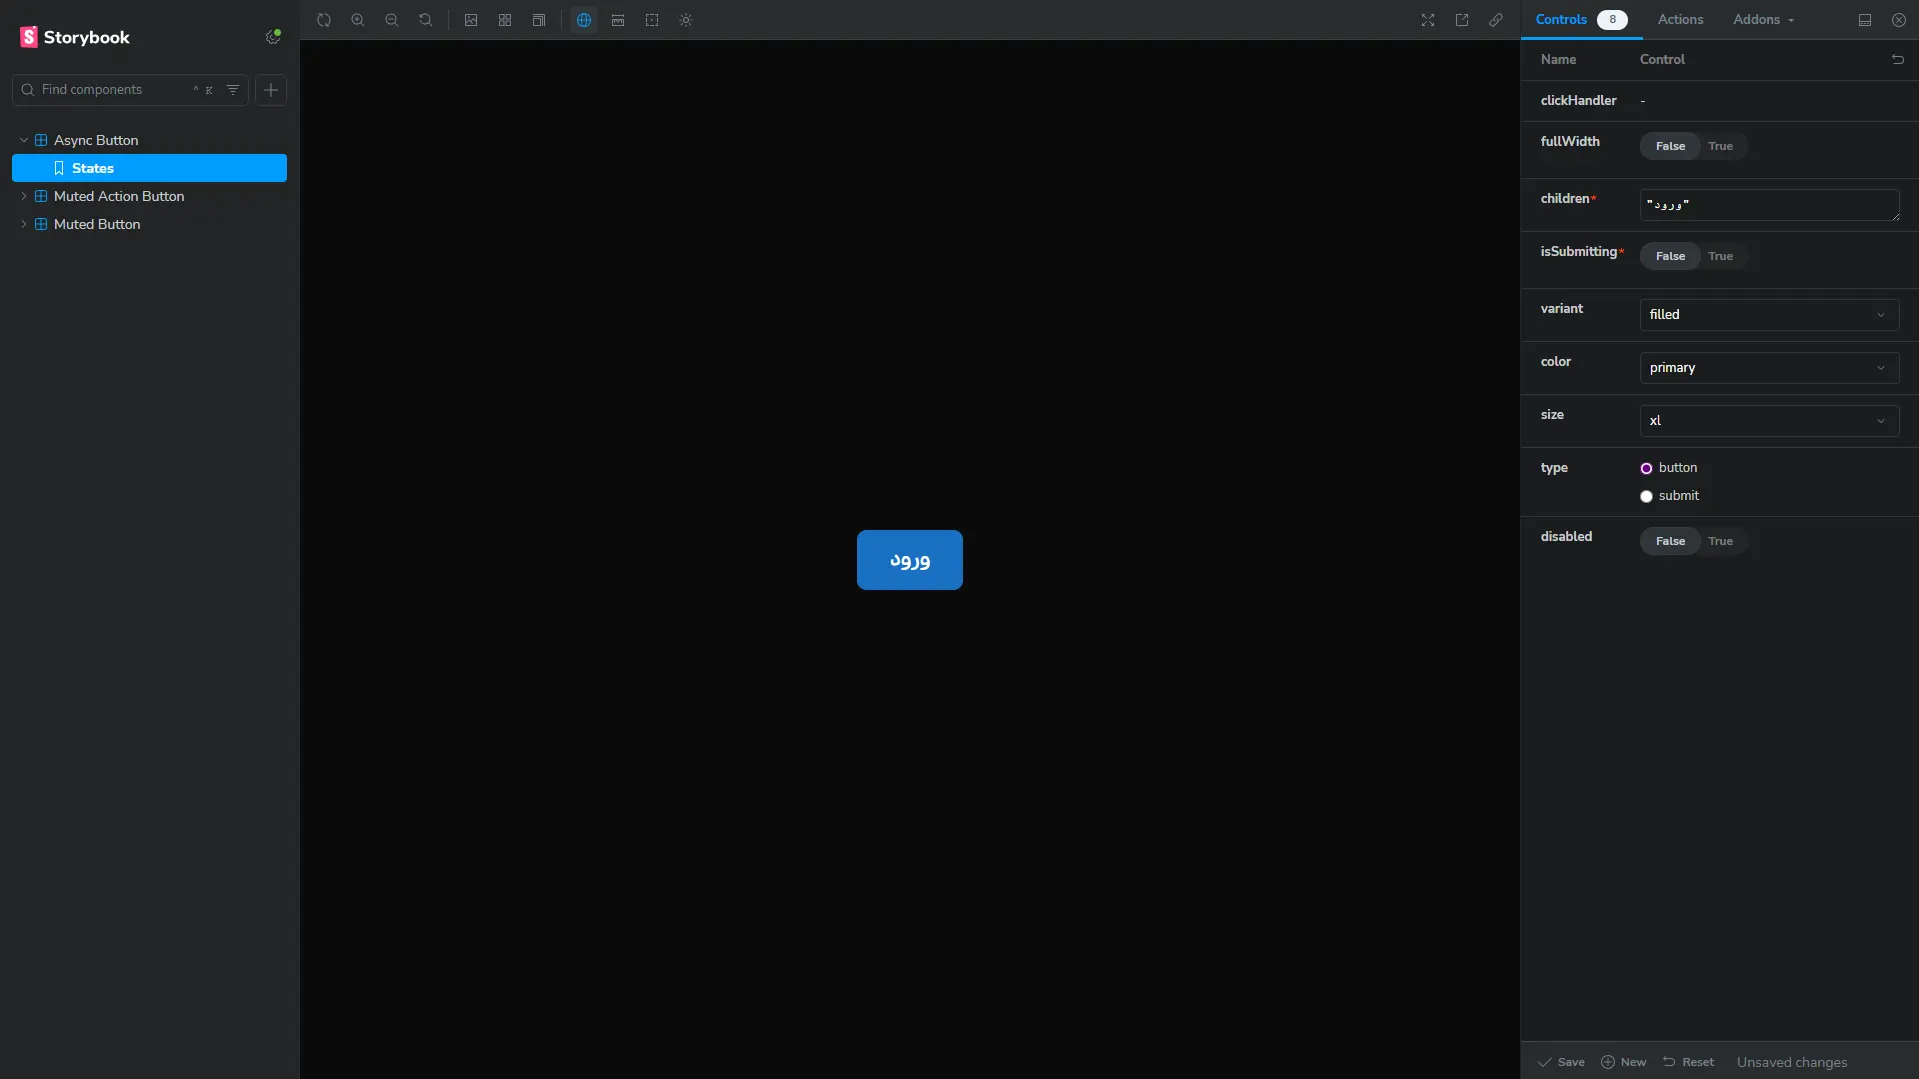 Storybook
Find components
^ K
Async Button
States
Muted Action Button
Muted Button
ورود
Controls 8 Actions Addons
Name Control
clickHandler -
fullWidth False True
children* "ورود"
isSubmitting* False True
variant filled
color primary
size xl
type button
submit
disabled False True
Save New Reset Unsaved changes